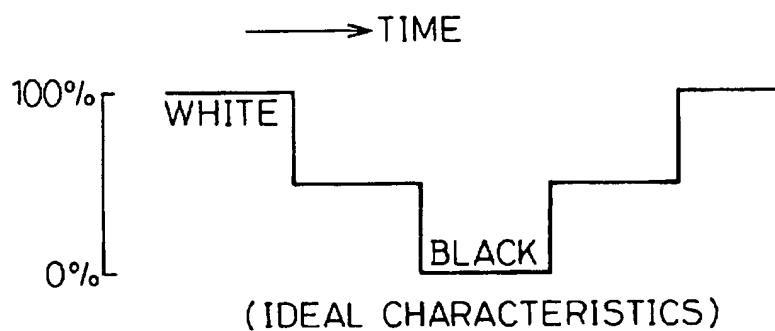 TIME
100%
WHITE
BLACK
0%
(IDEAL CHARACTERISTICS)